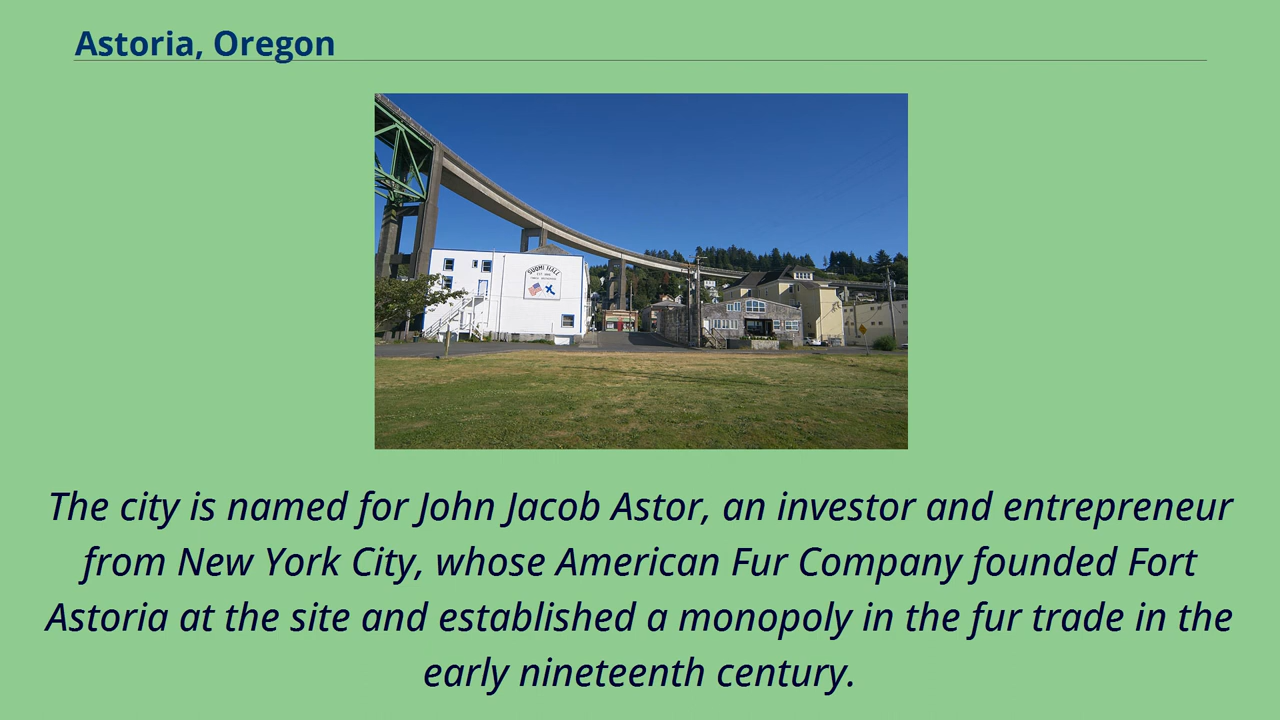 Astoria, Oregon
SUOMI HALL
The city is named for John Jacob Astor, an investor and entrepreneur
from New York City, whose American Fur Company founded Fort
Astoria at the site and established a monopoly in the fur trade in the
early nineteenth century.